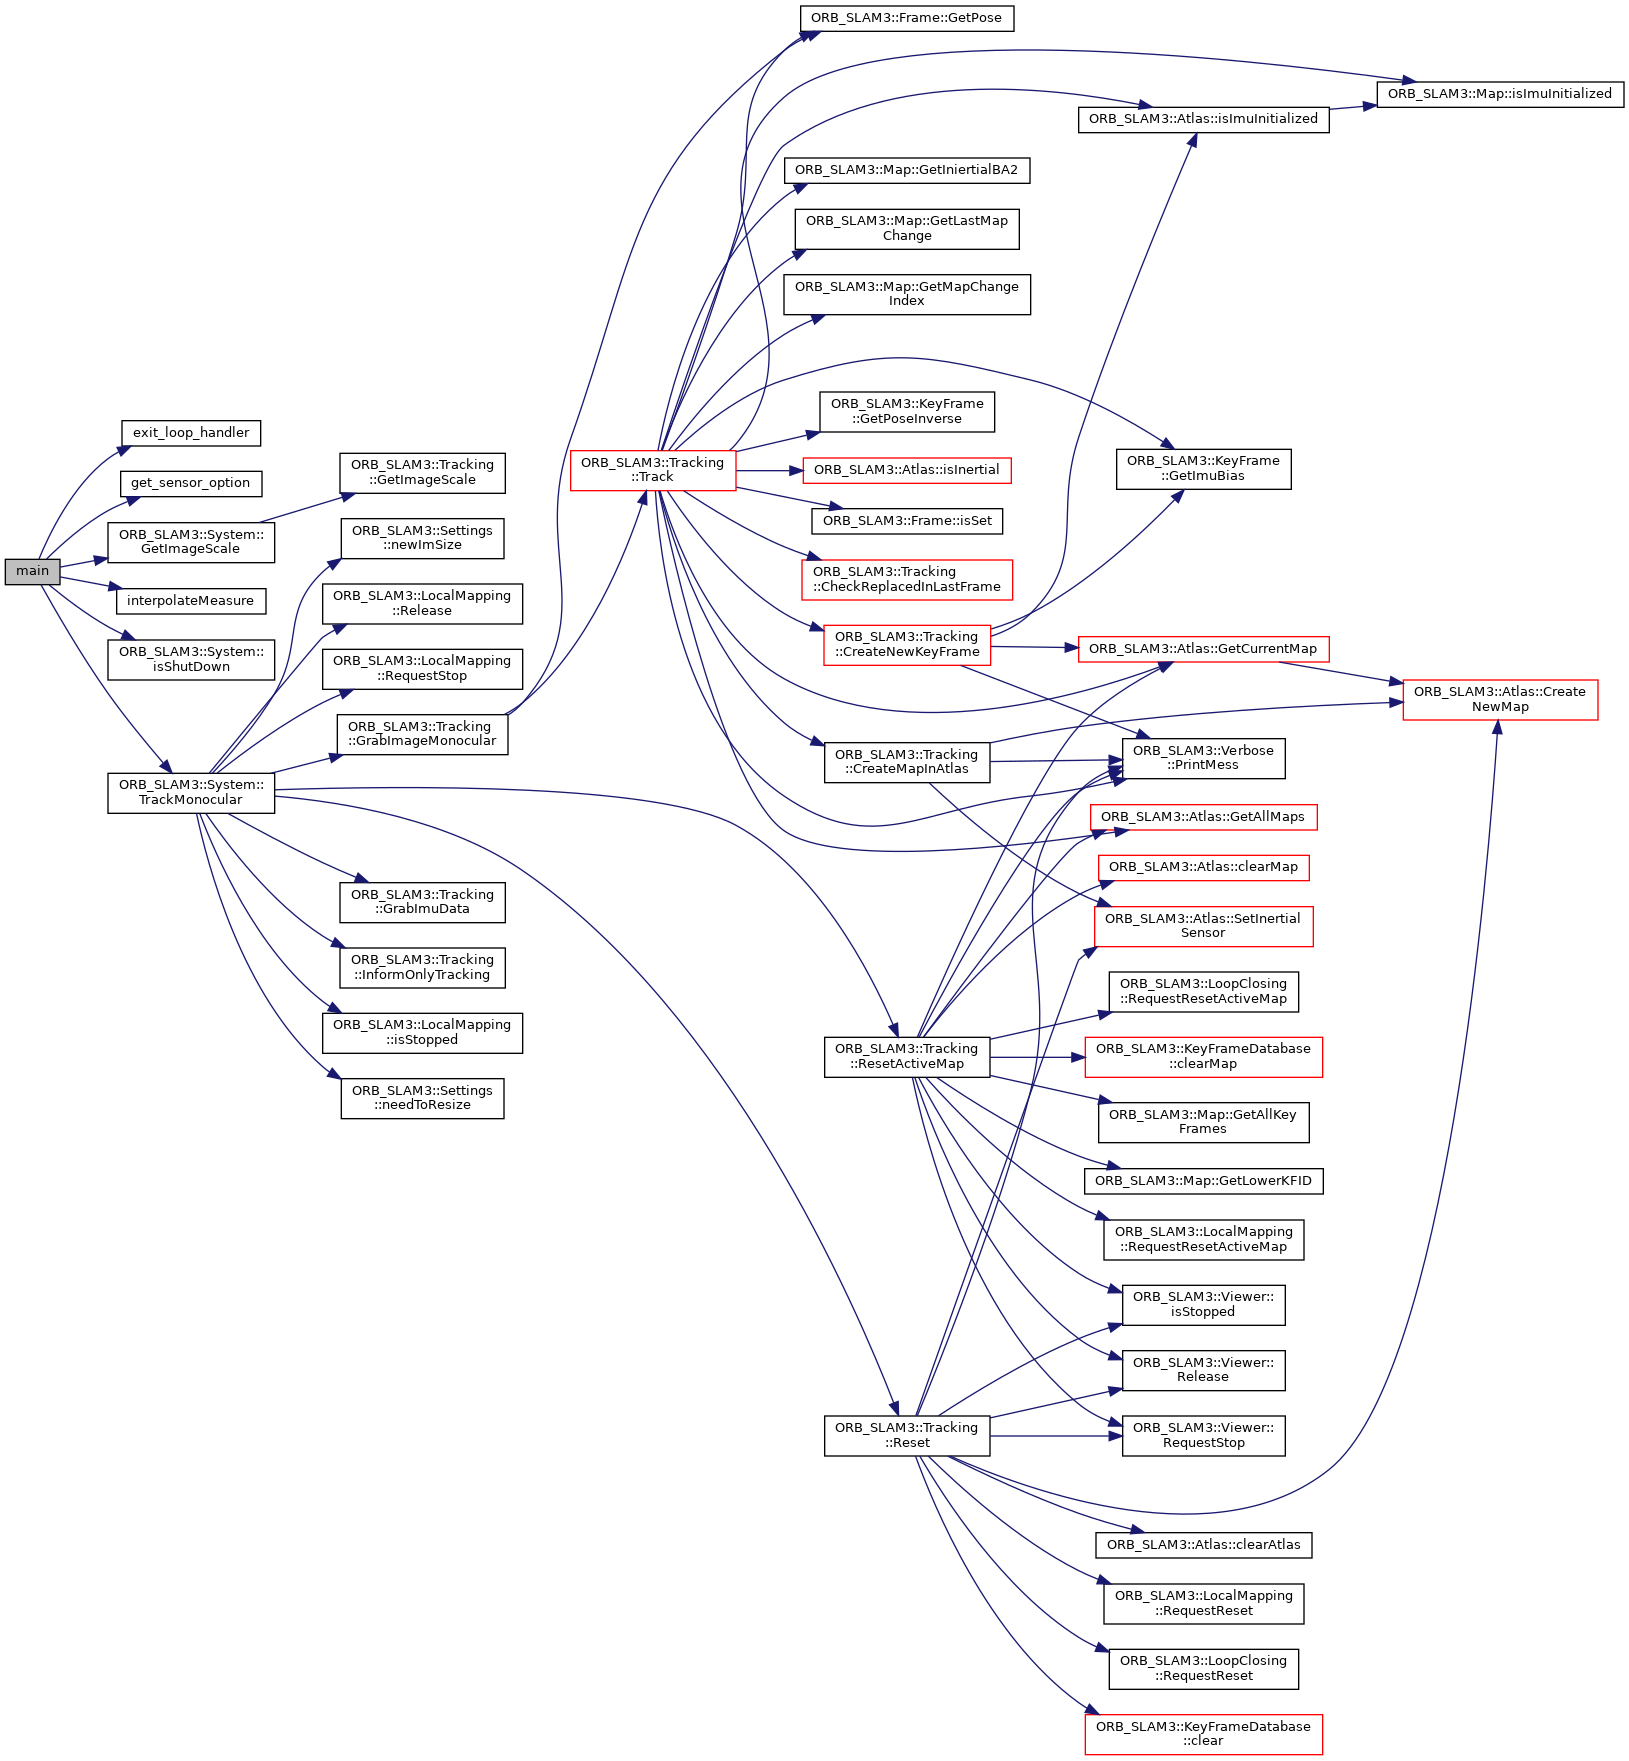 main
exit_loop_handler
get_sensor_option
ORB_SLAM3::System::
GetImageScale
interpolateMeasure
ORB_SLAM3::System::
isShutDown
ORB_SLAM3::System::
TrackMonocular
ORB_SLAM3::Tracking
::GetImageScale
ORB_SLAM3::Settings
::newImSize
ORB_SLAM3::LocalMapping
::Release
ORB_SLAM3::LocalMapping
::RequestStop
ORB_SLAM3::Tracking
::GrabImageMonocular
ORB_SLAM3::Tracking
::GrabImuData
ORB_SLAM3::Tracking
::InformOnlyTracking
ORB_SLAM3::LocalMapping
::isStopped
ORB_SLAM3::Settings
::needToResize
ORB_SLAM3::Tracking
::Track
ORB_SLAM3::Frame::GetPose
ORB_SLAM3::Map::GetIniertialBA2
ORB_SLAM3::Map::GetLastMap
Change
ORB_SLAM3::Map::GetMapChange
Index
ORB_SLAM3::KeyFrame
::GetPoseInverse
ORB_SLAM3::Atlas::isInertial
ORB_SLAM3::Frame::isSet
ORB_SLAM3::Tracking
::CheckReplacedInLastFrame
ORB_SLAM3::Tracking
::CreateNewKeyFrame
ORB_SLAM3::Tracking
::CreateMapInAtlas
ORB_SLAM3::Tracking
::ResetActiveMap
ORB_SLAM3::Tracking
::Reset
ORB_SLAM3::Atlas::isImuInitialized
ORB_SLAM3::KeyFrame
::GetImuBias
ORB_SLAM3::Atlas::GetCurrentMap
ORB_SLAM3::Verbose
::PrintMess
ORB_SLAM3::Atlas::GetAllMaps
ORB_SLAM3::Atlas::clearMap
ORB_SLAM3::Atlas::SetInertial
Sensor
ORB_SLAM3::LoopClosing
::RequestResetActiveMap
ORB_SLAM3::KeyFrameDatabase
::clearMap
ORB_SLAM3::Map::GetAllKey
Frames
ORB_SLAM3::Map::GetLowerKFID
ORB_SLAM3::LocalMapping
::RequestResetActiveMap
ORB_SLAM3::Viewer::
isStopped
ORB_SLAM3::Viewer::
Release
ORB_SLAM3::Viewer::
RequestStop
ORB_SLAM3::Atlas::clearAtlas
ORB_SLAM3::LocalMapping
::RequestReset
ORB_SLAM3::LoopClosing
::RequestReset
ORB_SLAM3::KeyFrameDatabase
::clear
ORB_SLAM3::Map::isImuInitialized
ORB_SLAM3::Atlas::Create
NewMap